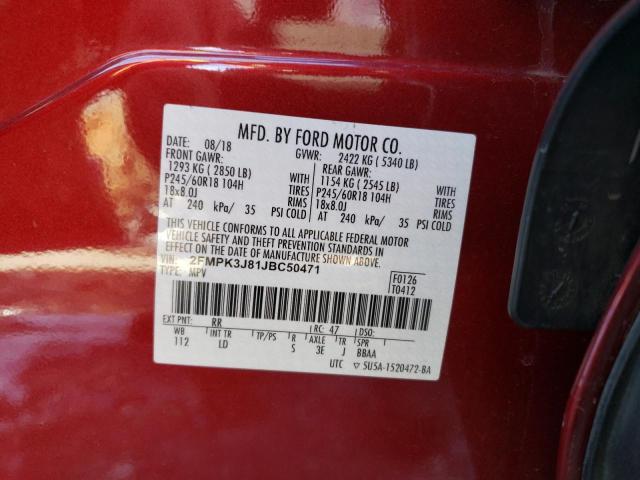 MFD. BY FORD MOTOR CO.
DATE: 08/18 GVWR: 2422 KG ( 5340 LB)
FRONT GAWR: REAR GAWR:
1293 KG ( 2850 LB) WITH 1154 KG ( 2545 LB) WITH
P245/60R18 104H TIRES P245/60R18 104H TIRES
18x8.0J RIMS 18x8.0J RIMS
AT 240 kPa/ 35 PSI COLD AT 240 kPa/ 35 PSI COLD
THIS VEHICLE CONFORMS TO ALL APPLICABLE FEDERAL MOTOR
VEHICLE SAFETY AND THEFT PREVENTION STANDARDS IN
EFFECT ON THE DATE OF MANUFACTURE SHOWN ABOVE.
VIN: 2FMPK3J81JBC50471
TYPE: MPV
F0126
T0412
EXT PNT: RR RC: 47 DSO:
WB INT TR TP/PS R AXLE TR SPR
112 LD S 3E J BBAA
UTC ▽ 5U5A-1520472-BA